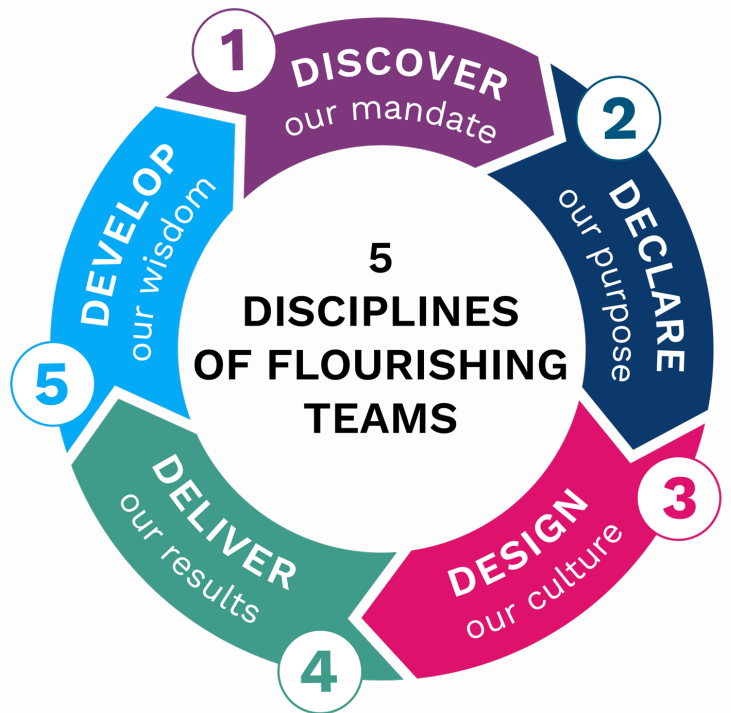 5
DISCIPLINES
OF FLOURISHING
TEAMS
1
DISCOVER
our mandate
2
DECLARE
our purpose
3
DESIGN
our culture
4
DELIVER
our results
5
DEVELOP
our wisdom